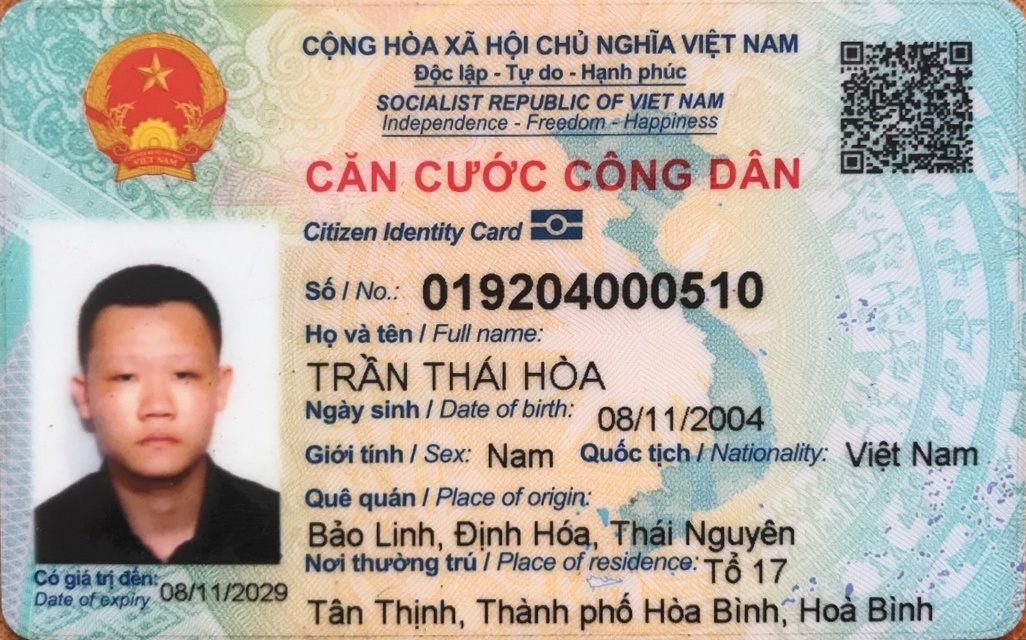 CỘNG HÒA XÃ HỘI CHỦ NGHĨA VIỆT NAM
Độc lập - Tự do - Hạnh phúc
SOCIALIST REPUBLIC OF VIET NAM
Independence - Freedom - Happiness
CĂN CƯỚC CÔNG DÂN
Citizen Identity Card
Số / No.: 019204000510
Họ và tên / Full name:
TRẦN THÁI HÒA
Ngày sinh / Date of birth: 08/11/2004
Giới tính / Sex: Nam Quốc tịch / Nationality: Việt Nam
Quê quán / Place of origin:
Bảo Linh, Định Hóa, Thái Nguyên
Nơi thường trú / Place of residence: Tổ 17
Tân Thịnh, Thành phố Hòa Bình, Hoà Bình
Có giá trị đến: 08/11/2029
Date of expiry
VIỆT NAM